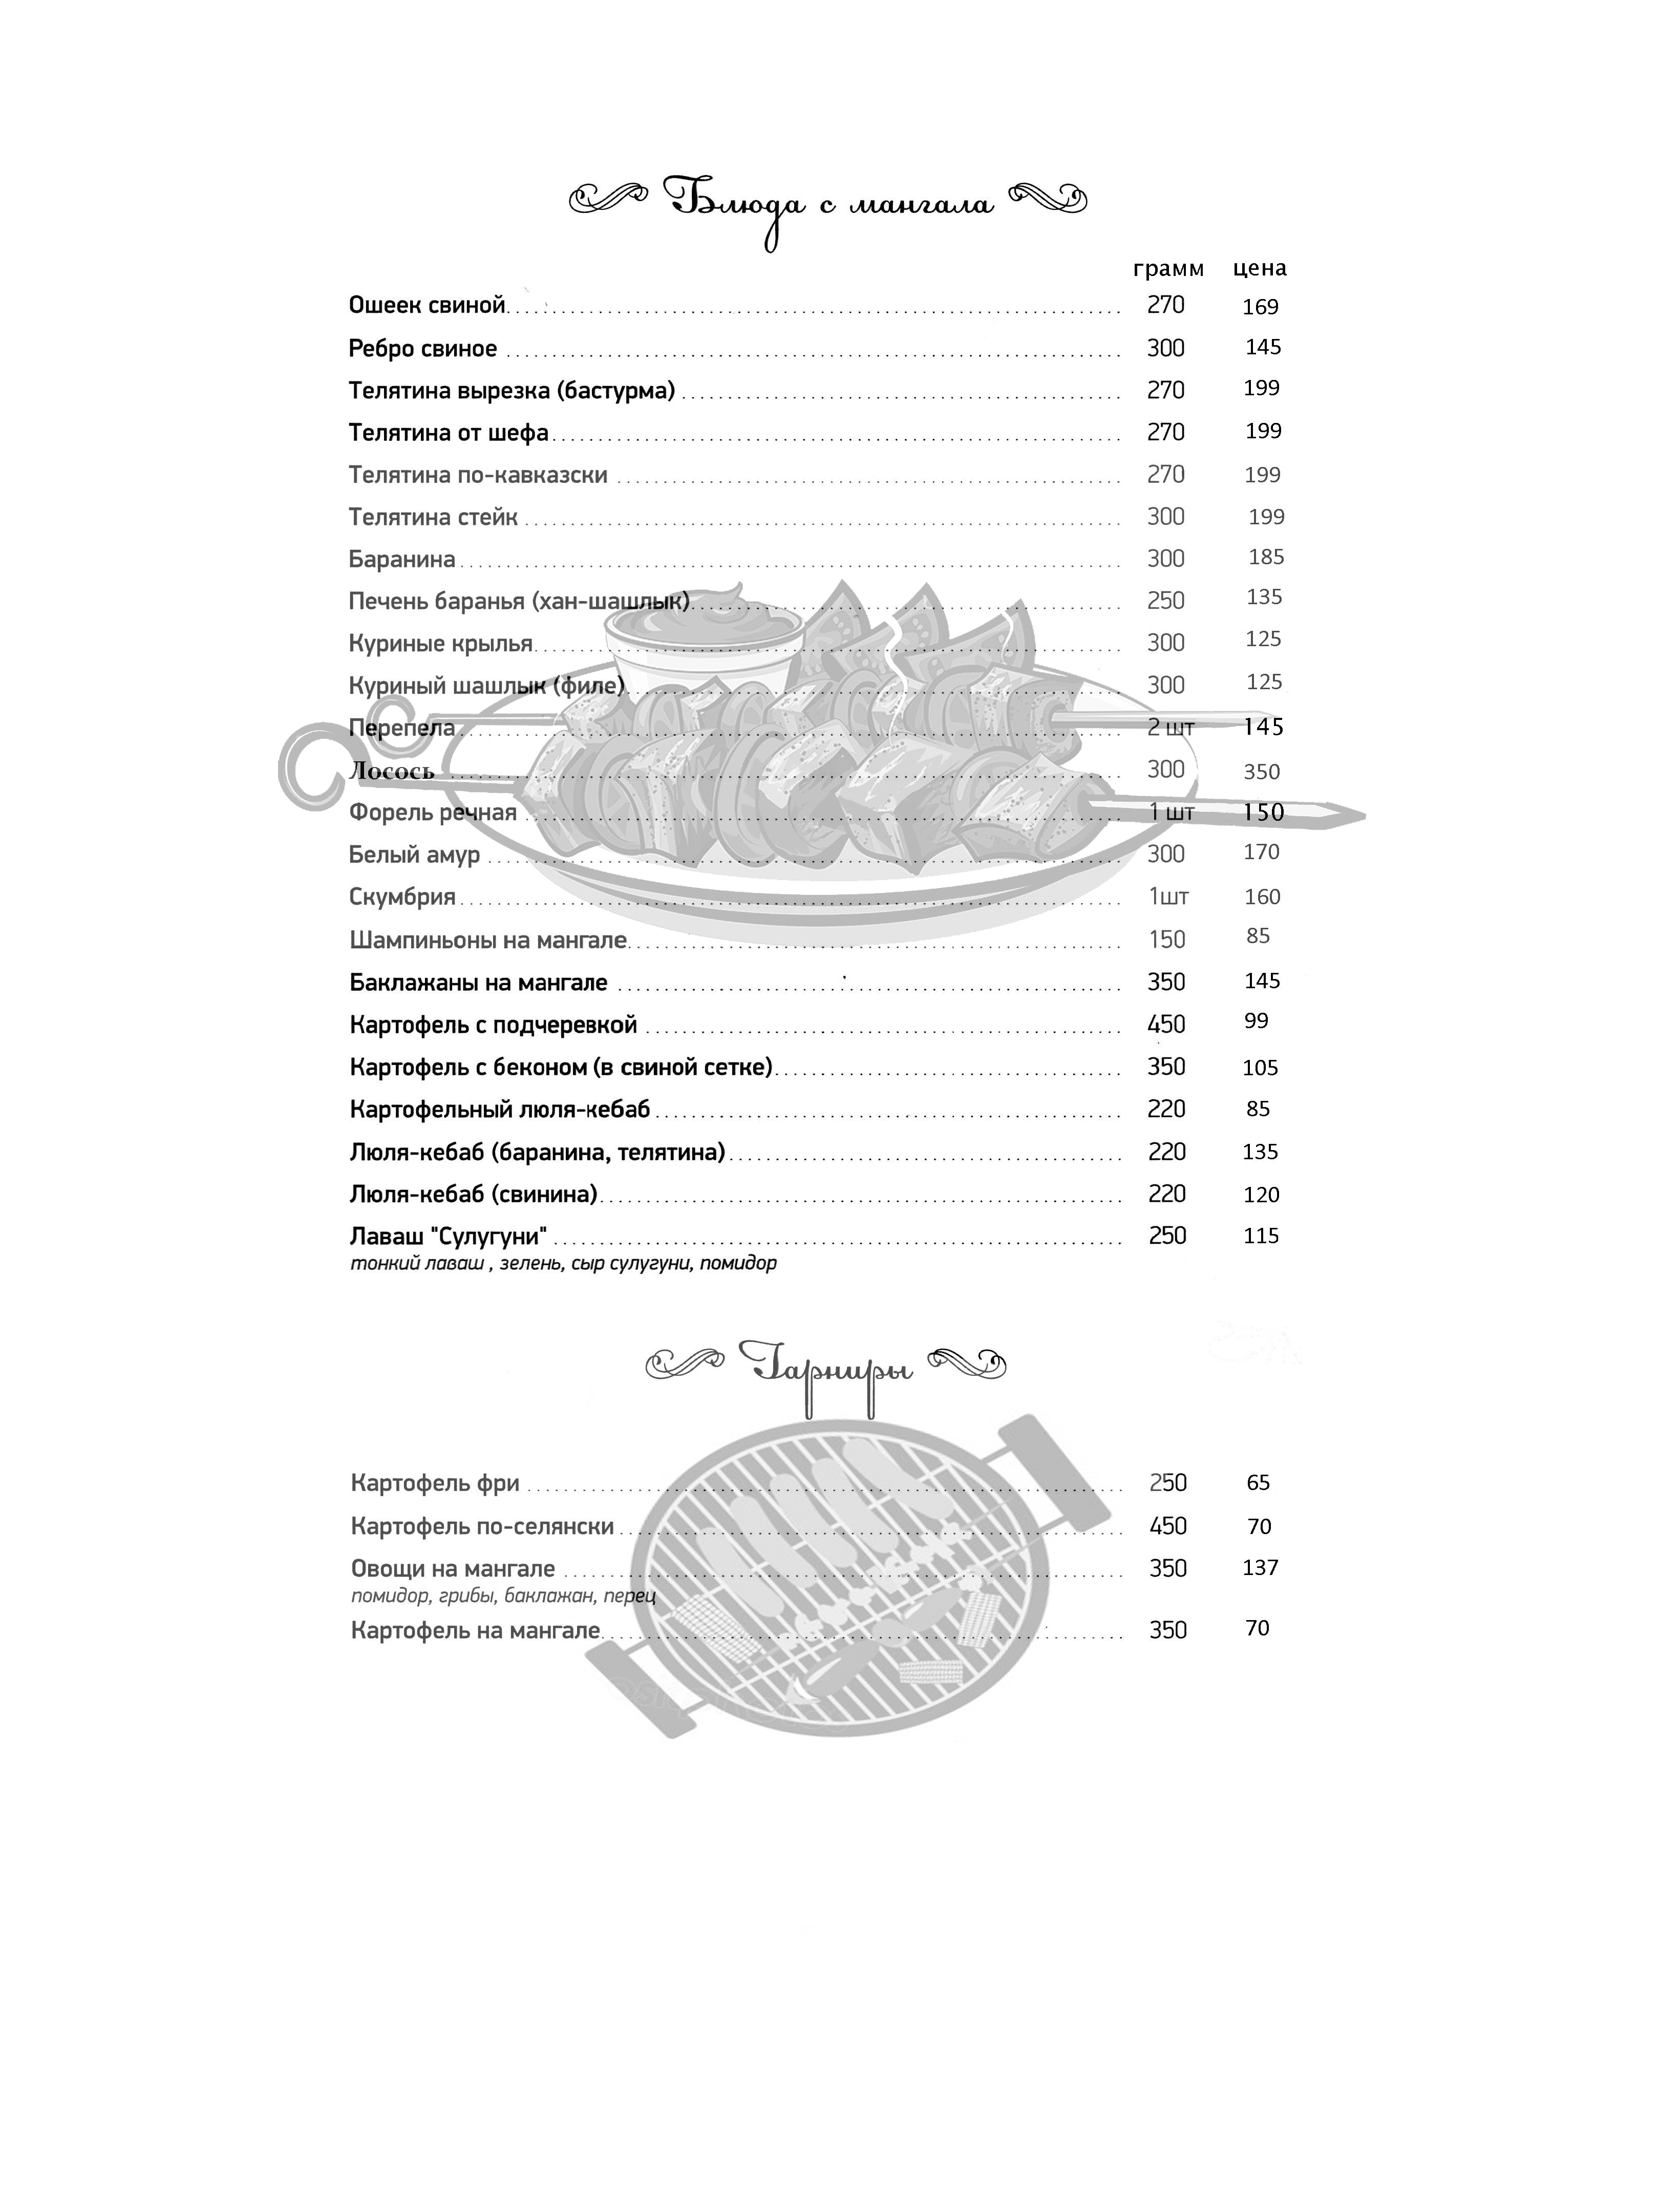 Блюда с мангала
грамм цена
Ошеек свиной 270 169
Ребро свиное 300 145
Телятина вырезка (бастурма) 270 199
Телятина от шефа 270 199
Телятина по-кавказски 270 199
Телятина стейк 300 199
Баранина 300 185
Печень баранья (хан-шашлык) 250 135
Куриные крылья 300 125
Куриный шашлык (филе) 300 125
Перепела 2 шт 145
Лосось 300 350
Форель речная 1 шт 150
Белый амур 300 170
Скумбрия 1шт 160
Шампиньоны на мангале 150 85
Баклажаны на мангале 350 145
Картофель с подчеревкой 450 99
Картофель с беконом (в свиной сетке) 350 105
Картофельный люля-кебаб 220 85
Люля-кебаб (баранина, телятина) 220 135
Люля-кебаб (свинина) 220 120
Лаваш "Сулугуни" 250 115
тонкий лаваш , зелень, сыр сулугуни, помидор
Гарниры
Картофель фри 250 65
Картофель по-селянски 450 70
Овощи на мангале 350 137
помидор, грибы, баклажан, перец
Картофель на мангале 350 70